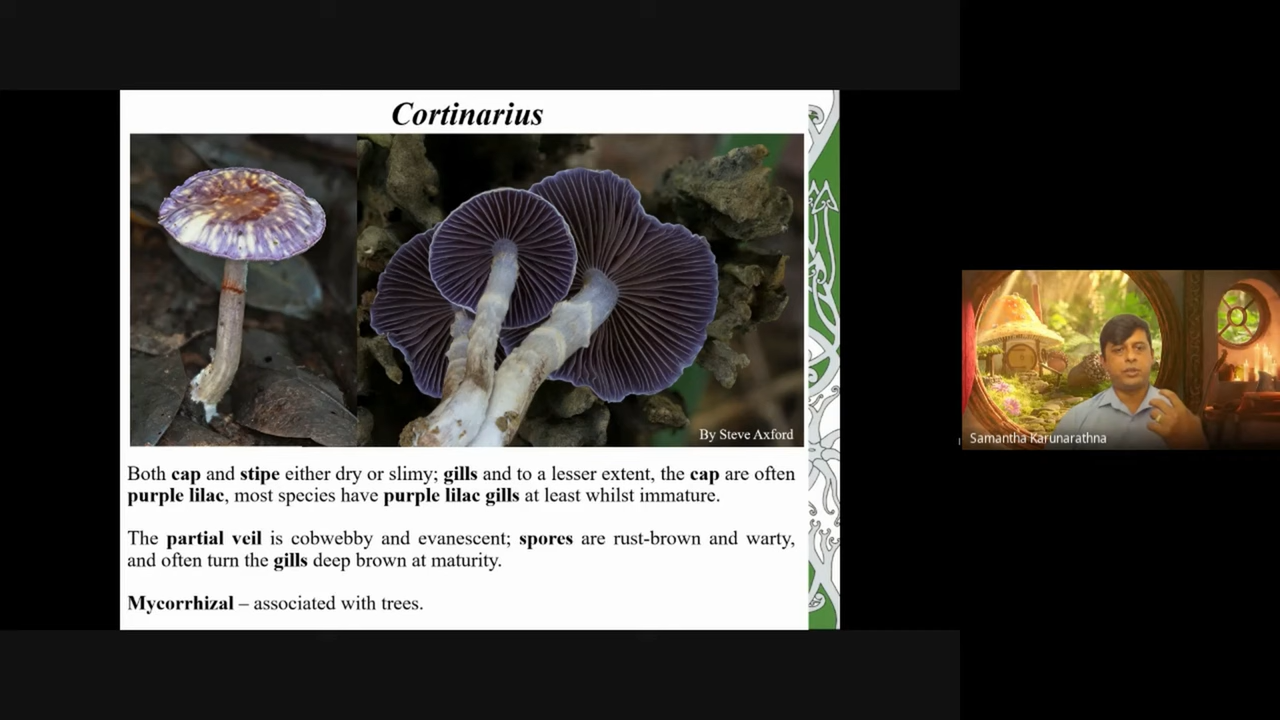 Cortinarius
By Steve Axford
Both cap and stipe either dry or slimy; gills and to a lesser extent, the cap are often
purple lilac, most species have purple lilac gills at least whilst immature.
The partial veil is cobwebby and evanescent; spores are rust-brown and warty,
and often turn the gills deep brown at maturity.
Mycorrhizal – associated with trees.
Samantha Karunarathna